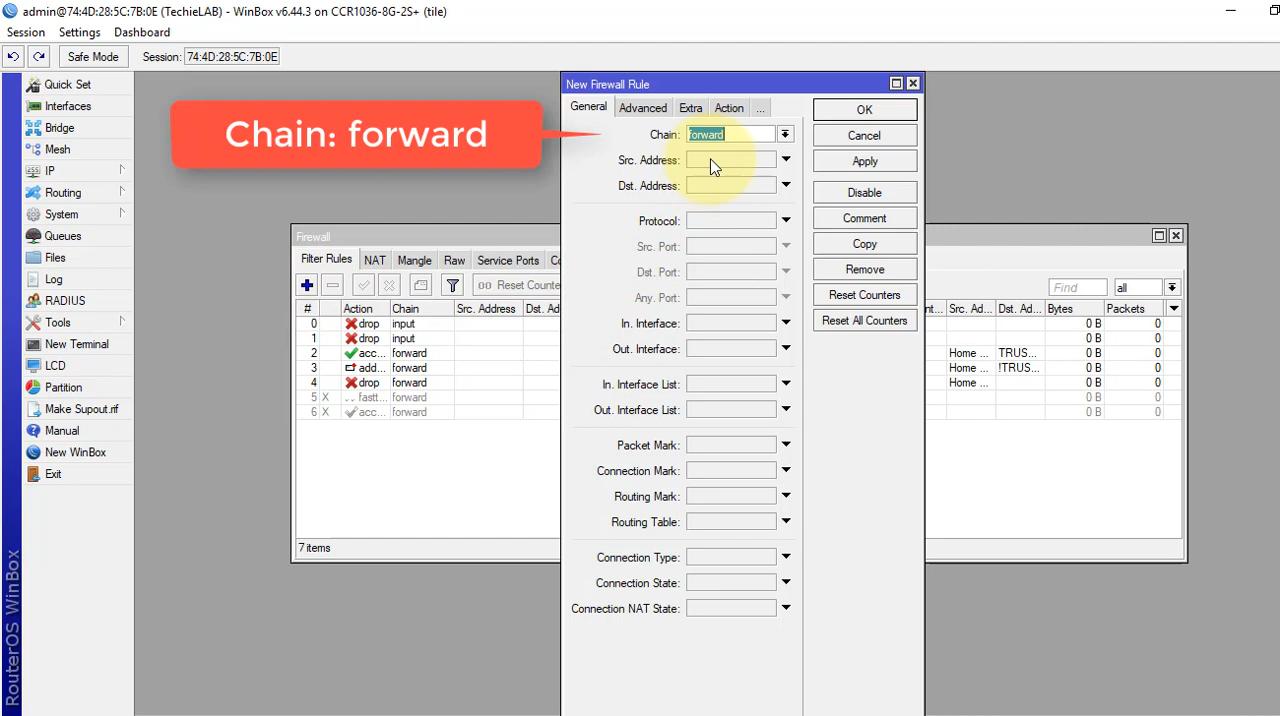 admin@74:4D:28:5C:7B:0E (TechieLAB) - WinBox v6.44.3 on CCR1036-8G-2S+ (tile)
Session Settings Dashboard
Safe Mode Session: 74:4D:28:5C:7B:0E
Quick Set
Interfaces
Bridge
Mesh
IP
Routing
System
Queues
Files
Log
RADIUS
Tools
New Terminal
LCD
Partition
Make Supout.rif
Manual
New WinBox
Exit
RouterOS WinBox
Chain: forward
Firewall
Filter Rules NAT Mangle Raw Service Ports Co
Reset Counte
Find all
# Action Chain Src. Address Dst. Ad nt... Src. Ad... Dst. Ad... Bytes Packets
0 drop input 0 B 0
1 drop input 0 B 0
2 acc... forward Home ... TRUS... 0 B 0
3 add... forward Home ... !TRUS... 0 B 0
4 drop forward Home ... 0 B 0
5 X fastt... forward 0 B 0
6 X acc... forward 0 B 0
7 items
New Firewall Rule
General Advanced Extra Action ...
Chain: forward
Src. Address:
Dst. Address:
Protocol:
Src. Port:
Dst. Port:
Any. Port:
In. Interface:
Out. Interface:
In. Interface List:
Out. Interface List:
Packet Mark:
Connection Mark:
Routing Mark:
Routing Table:
Connection Type:
Connection State:
Connection NAT State:
OK
Cancel
Apply
Disable
Comment
Copy
Remove
Reset Counters
Reset All Counters